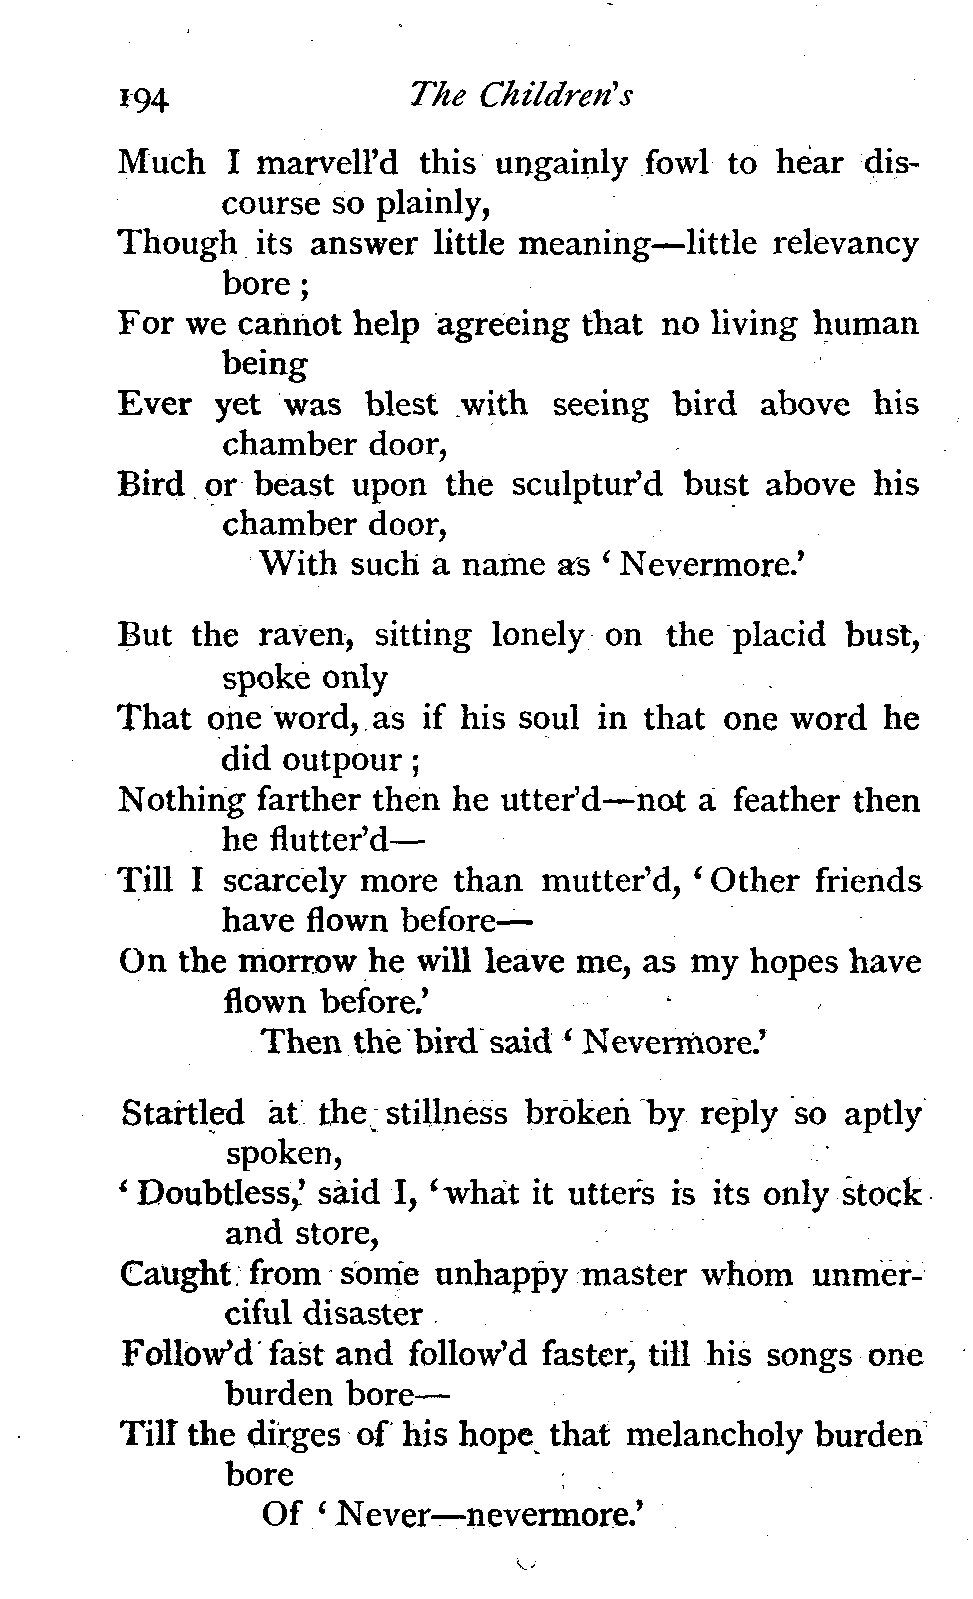 194 The Children's
Much I marvell'd this ungainly fowl to hear dis-
course so plainly,
Though its answer little meaning—little relevancy
bore ;
For we cannot help agreeing that no living human
being
Ever yet was blest with seeing bird above his
chamber door,
Bird or beast upon the sculptur'd bust above his
chamber door,
With such a name as ‘ Nevermore.’

But the raven, sitting lonely on the placid bust,
spoke only
That one word, as if his soul in that one word he
did outpour ;
Nothing farther then he utter'd—not a feather then
he flutter'd—
Till I scarcely more than mutter'd, ‘ Other friends
have flown before—
On the morrow he will leave me, as my hopes have
flown before.’
Then the bird said ‘ Nevermore.’

Startled at the stillness broken by reply so aptly
spoken,
‘ Doubtless,’ said I, ‘what it utters is its only stock
and store,
Caught from some unhappy master whom unmer-
ciful disaster
Follow'd fast and follow'd faster, till his songs one
burden bore—
Till the dirges of his hope that melancholy burden
bore
Of ‘ Never—nevermore.’